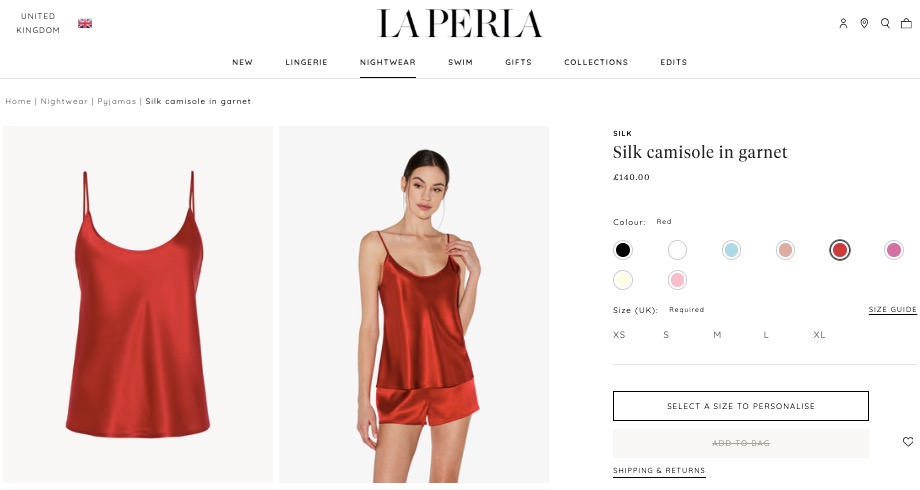 UNITED
KINGDOM
LA PERLA
NEW LINGERIE NIGHTWEAR SWIM GIFTS COLLECTIONS EDITS
Home | Nightwear | Pyjamas | Silk camisole in garnet
SILK
Silk camisole in garnet
£140.00
Colour: Red
Size (UK): Required SIZE GUIDE
XS S M L XL
SELECT A SIZE TO PERSONALISE
ADD TO BAG
SHIPPING & RETURNS